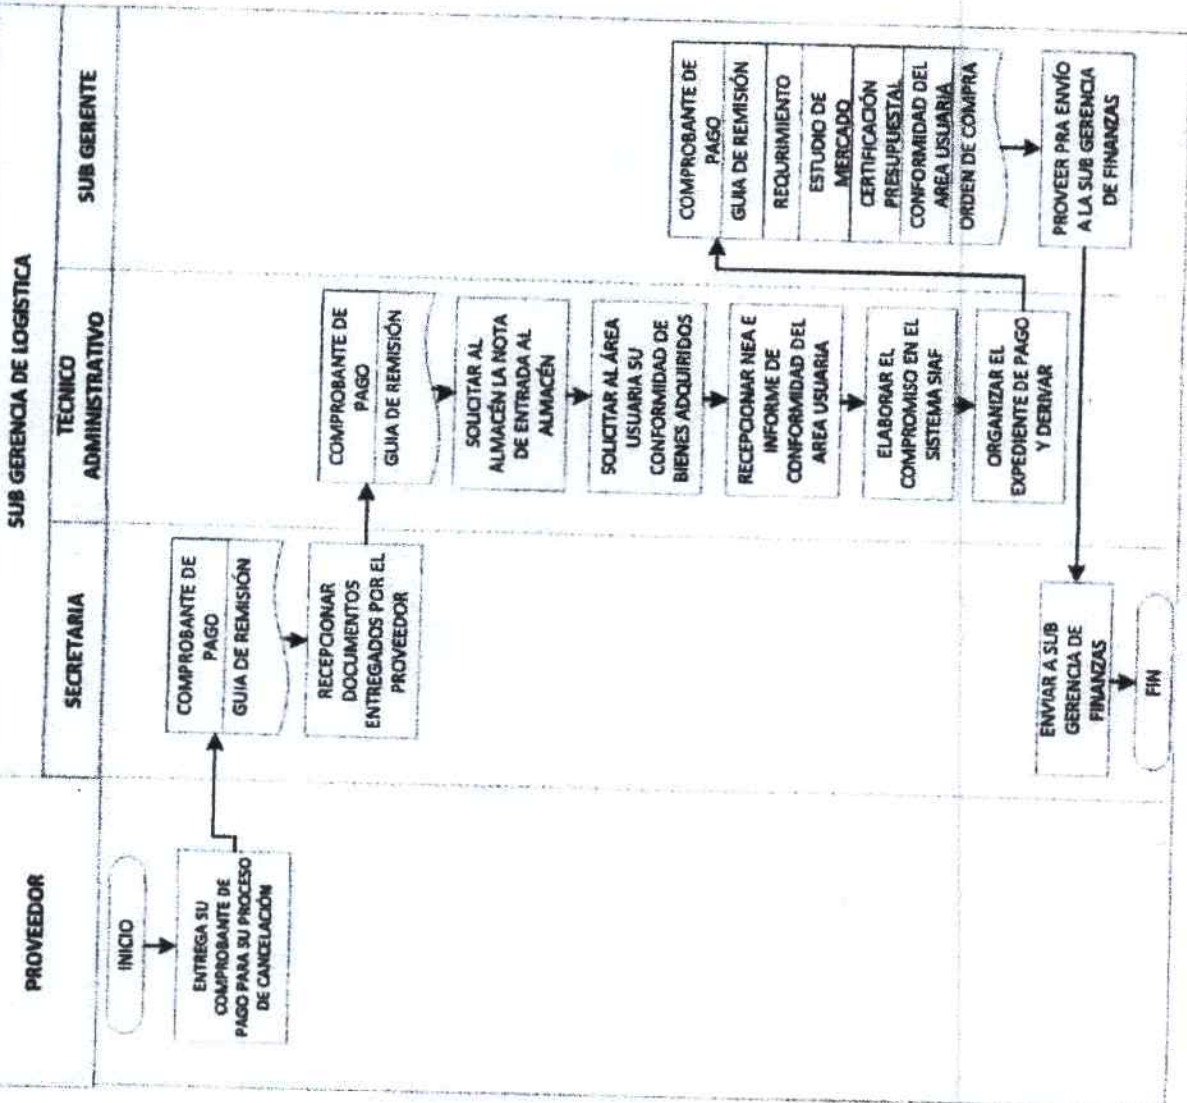 SUB GERENCIA DE LOGISTICA
PROVEEDOR
SECRETARIA
TECNICO
ADMINISTRATIVO
SUB GERENTE
INICIO
ENTREGA SU
COMPROBANTE DE
PAGO PARA SU PROCESO
DE CANCELACIÓN
COMPROBANTE DE
PAGO
GUIA DE REMISIÓN
RECEPCIONAR
DOCUMENTOS
ENTREGADOS POR EL
PROVEEDOR
COMPROBANTE DE
PAGO
GUIA DE REMISIÓN
SOLICITAR AL
ALMACÉN LA NOTA
DE ENTRADA AL
ALMACÉN
SOLICITAR AL ÁREA
USUARIA SU
CONFORMIDAD DE
BIENES ADQUIRIDOS
RECEPCIONAR NEA E
INFORME DE
CONFORMIDAD DEL
AREA USUARIA
ELABORAR EL
COMPROMISO EN EL
SISTEMA SIAF
ORGANIZAR EL
EXPEDIENTE DE PAGO
Y DERIVAR
COMPROBANTE DE
PAGO
GUIA DE REMISIÓN
REQURIMIENTO
ESTUDIO DE
MERCADO
CERTIFICACIÓN
PRESUPUESTAL
CONFORMIDAD DEL
AREA USUARIA
ORDEN DE COMPRA
PROVEER PRA ENVÍO
A LA SUB GERENCIA
DE FINANZAS
ENVIAR A SUB
GERENCIA DE
FINANZAS
FIN